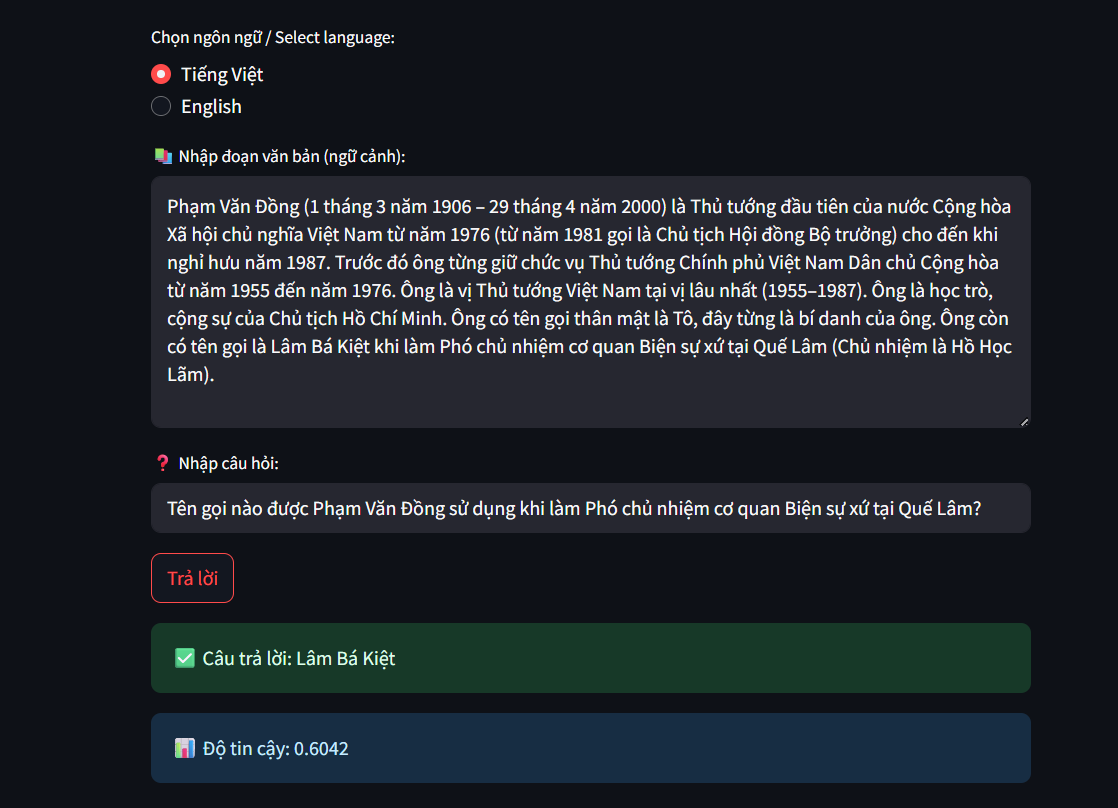 Chọn ngôn ngữ / Select language:
Tiếng Việt
English
Nhập đoạn văn bản (ngữ cảnh):
Phạm Văn Đồng (1 tháng 3 năm 1906 – 29 tháng 4 năm 2000) là Thủ tướng đầu tiên của nước Cộng hòa
Xã hội chủ nghĩa Việt Nam từ năm 1976 (từ năm 1981 gọi là Chủ tịch Hội đồng Bộ trưởng) cho đến khi
nghỉ hưu năm 1987. Trước đó ông từng giữ chức vụ Thủ tướng Chính phủ Việt Nam Dân chủ Cộng hòa
từ năm 1955 đến năm 1976. Ông là vị Thủ tướng Việt Nam tại vị lâu nhất (1955–1987). Ông là học trò,
cộng sự của Chủ tịch Hồ Chí Minh. Ông có tên gọi thân mật là Tô, đây từng là bí danh của ông. Ông còn
có tên gọi là Lâm Bá Kiệt khi làm Phó chủ nhiệm cơ quan Biện sự xứ tại Quế Lâm (Chủ nhiệm là Hồ Học
Lãm).
Nhập câu hỏi:
Tên gọi nào được Phạm Văn Đồng sử dụng khi làm Phó chủ nhiệm cơ quan Biện sự xứ tại Quế Lâm?
Trả lời
Câu trả lời: Lâm Bá Kiệt
Độ tin cậy: 0.6042